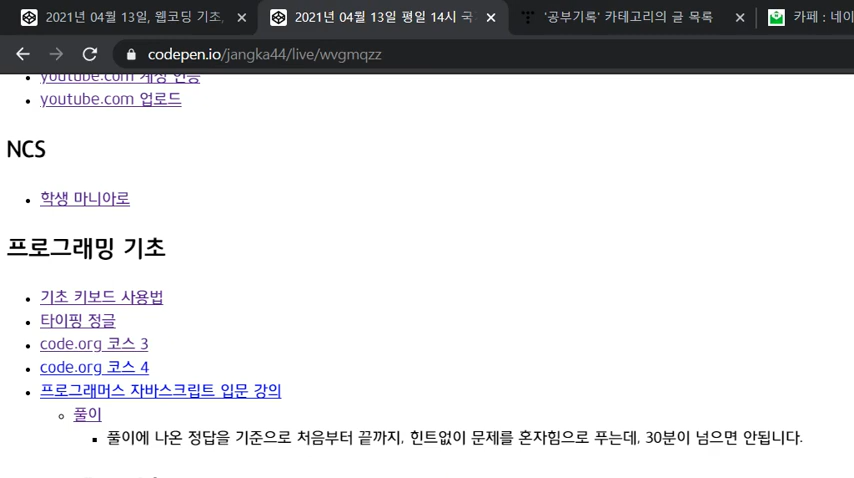 2021년 04월 13일, 웹코딩 기초,
2021년 04월 13일 평일 14시 국
'공부기록' 카테고리의 글 목록
카페 : 네이
codepen.io/jangka44/live/wvgmqzz
youtube.com 계정 인증
youtube.com 업로드
NCS
학생 마니아로
프로그래밍 기초
기초 키보드 사용법
타이핑 정글
code.org 코스 3
code.org 코스 4
프로그래머스 자바스크립트 입문 강의
풀이
풀이에 나온 정답을 기준으로 처음부터 끝까지, 힌트없이 문제를 혼자힘으로 푸는데, 30분이 넘으면 안됩니다.